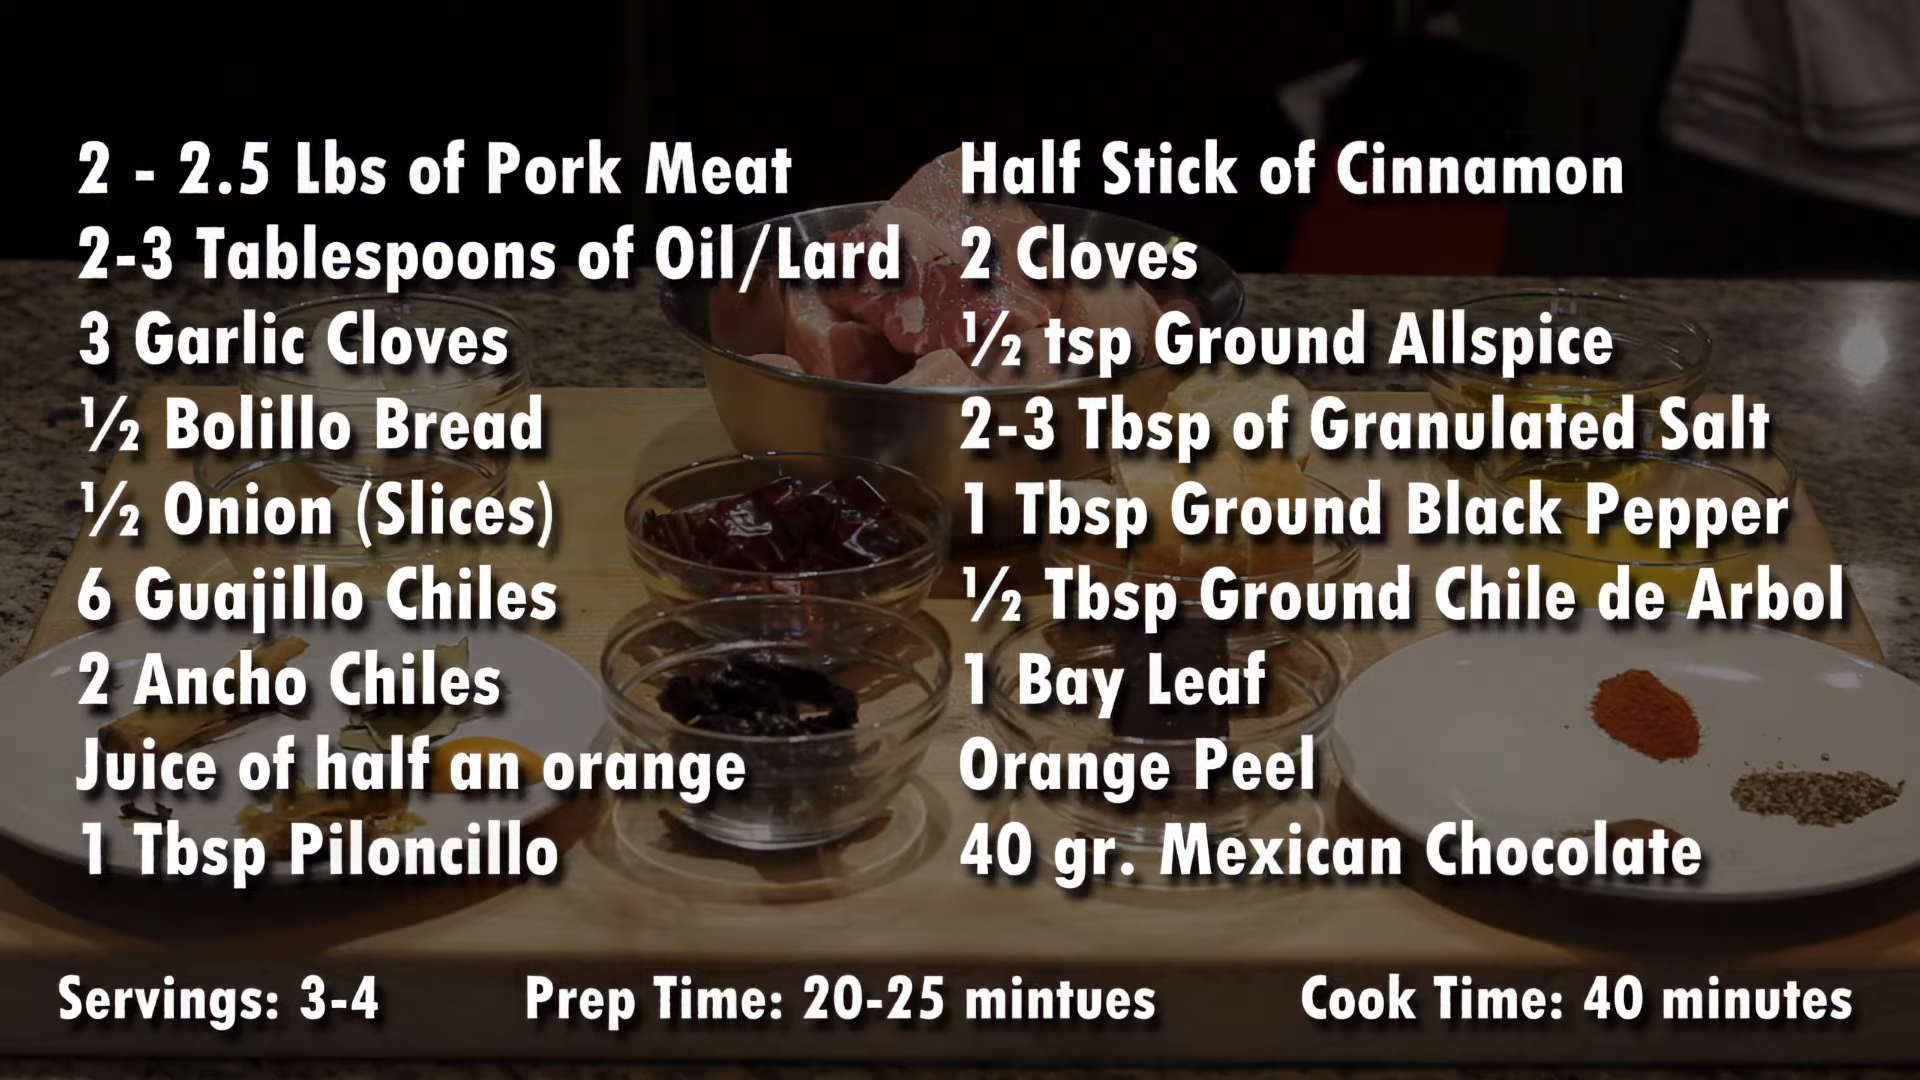 2 - 2.5 Lbs of Pork Meat
2-3 Tablespoons of Oil/Lard
3 Garlic Cloves
½ Bolillo Bread
½ Onion (Slices)
6 Guajillo Chiles
2 Ancho Chiles
Juice of half an orange
1 Tbsp Piloncillo
Half Stick of Cinnamon
2 Cloves
½ tsp Ground Allspice
2-3 Tbsp of Granulated Salt
1 Tbsp Ground Black Pepper
½ Tbsp Ground Chile de Arbol
1 Bay Leaf
Orange Peel
40 gr. Mexican Chocolate
Servings: 3-4
Prep Time: 20-25 mintues
Cook Time: 40 minutes